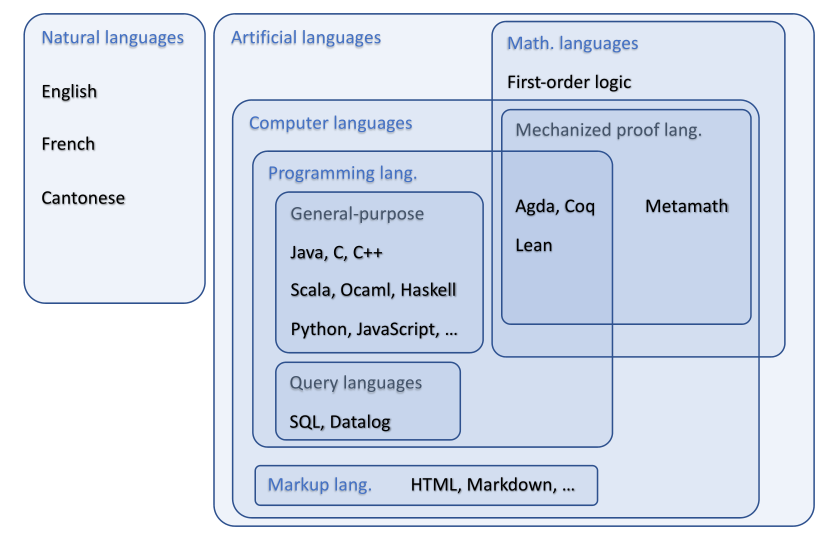 Natural languages
English
French
Cantonese
Artificial languages
Math. languages
First-order logic
Computer languages
Mechanized proof lang.
Programming lang.
Agda, Coq
Metamath
Lean
General-purpose
Java, C, C++
Scala, Ocaml, Haskell
Python, JavaScript, …
Query languages
SQL, Datalog
Markup lang.
HTML, Markdown, …